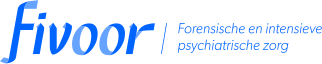 Fivoor
Forensische en intensieve
psychiatrische zorg